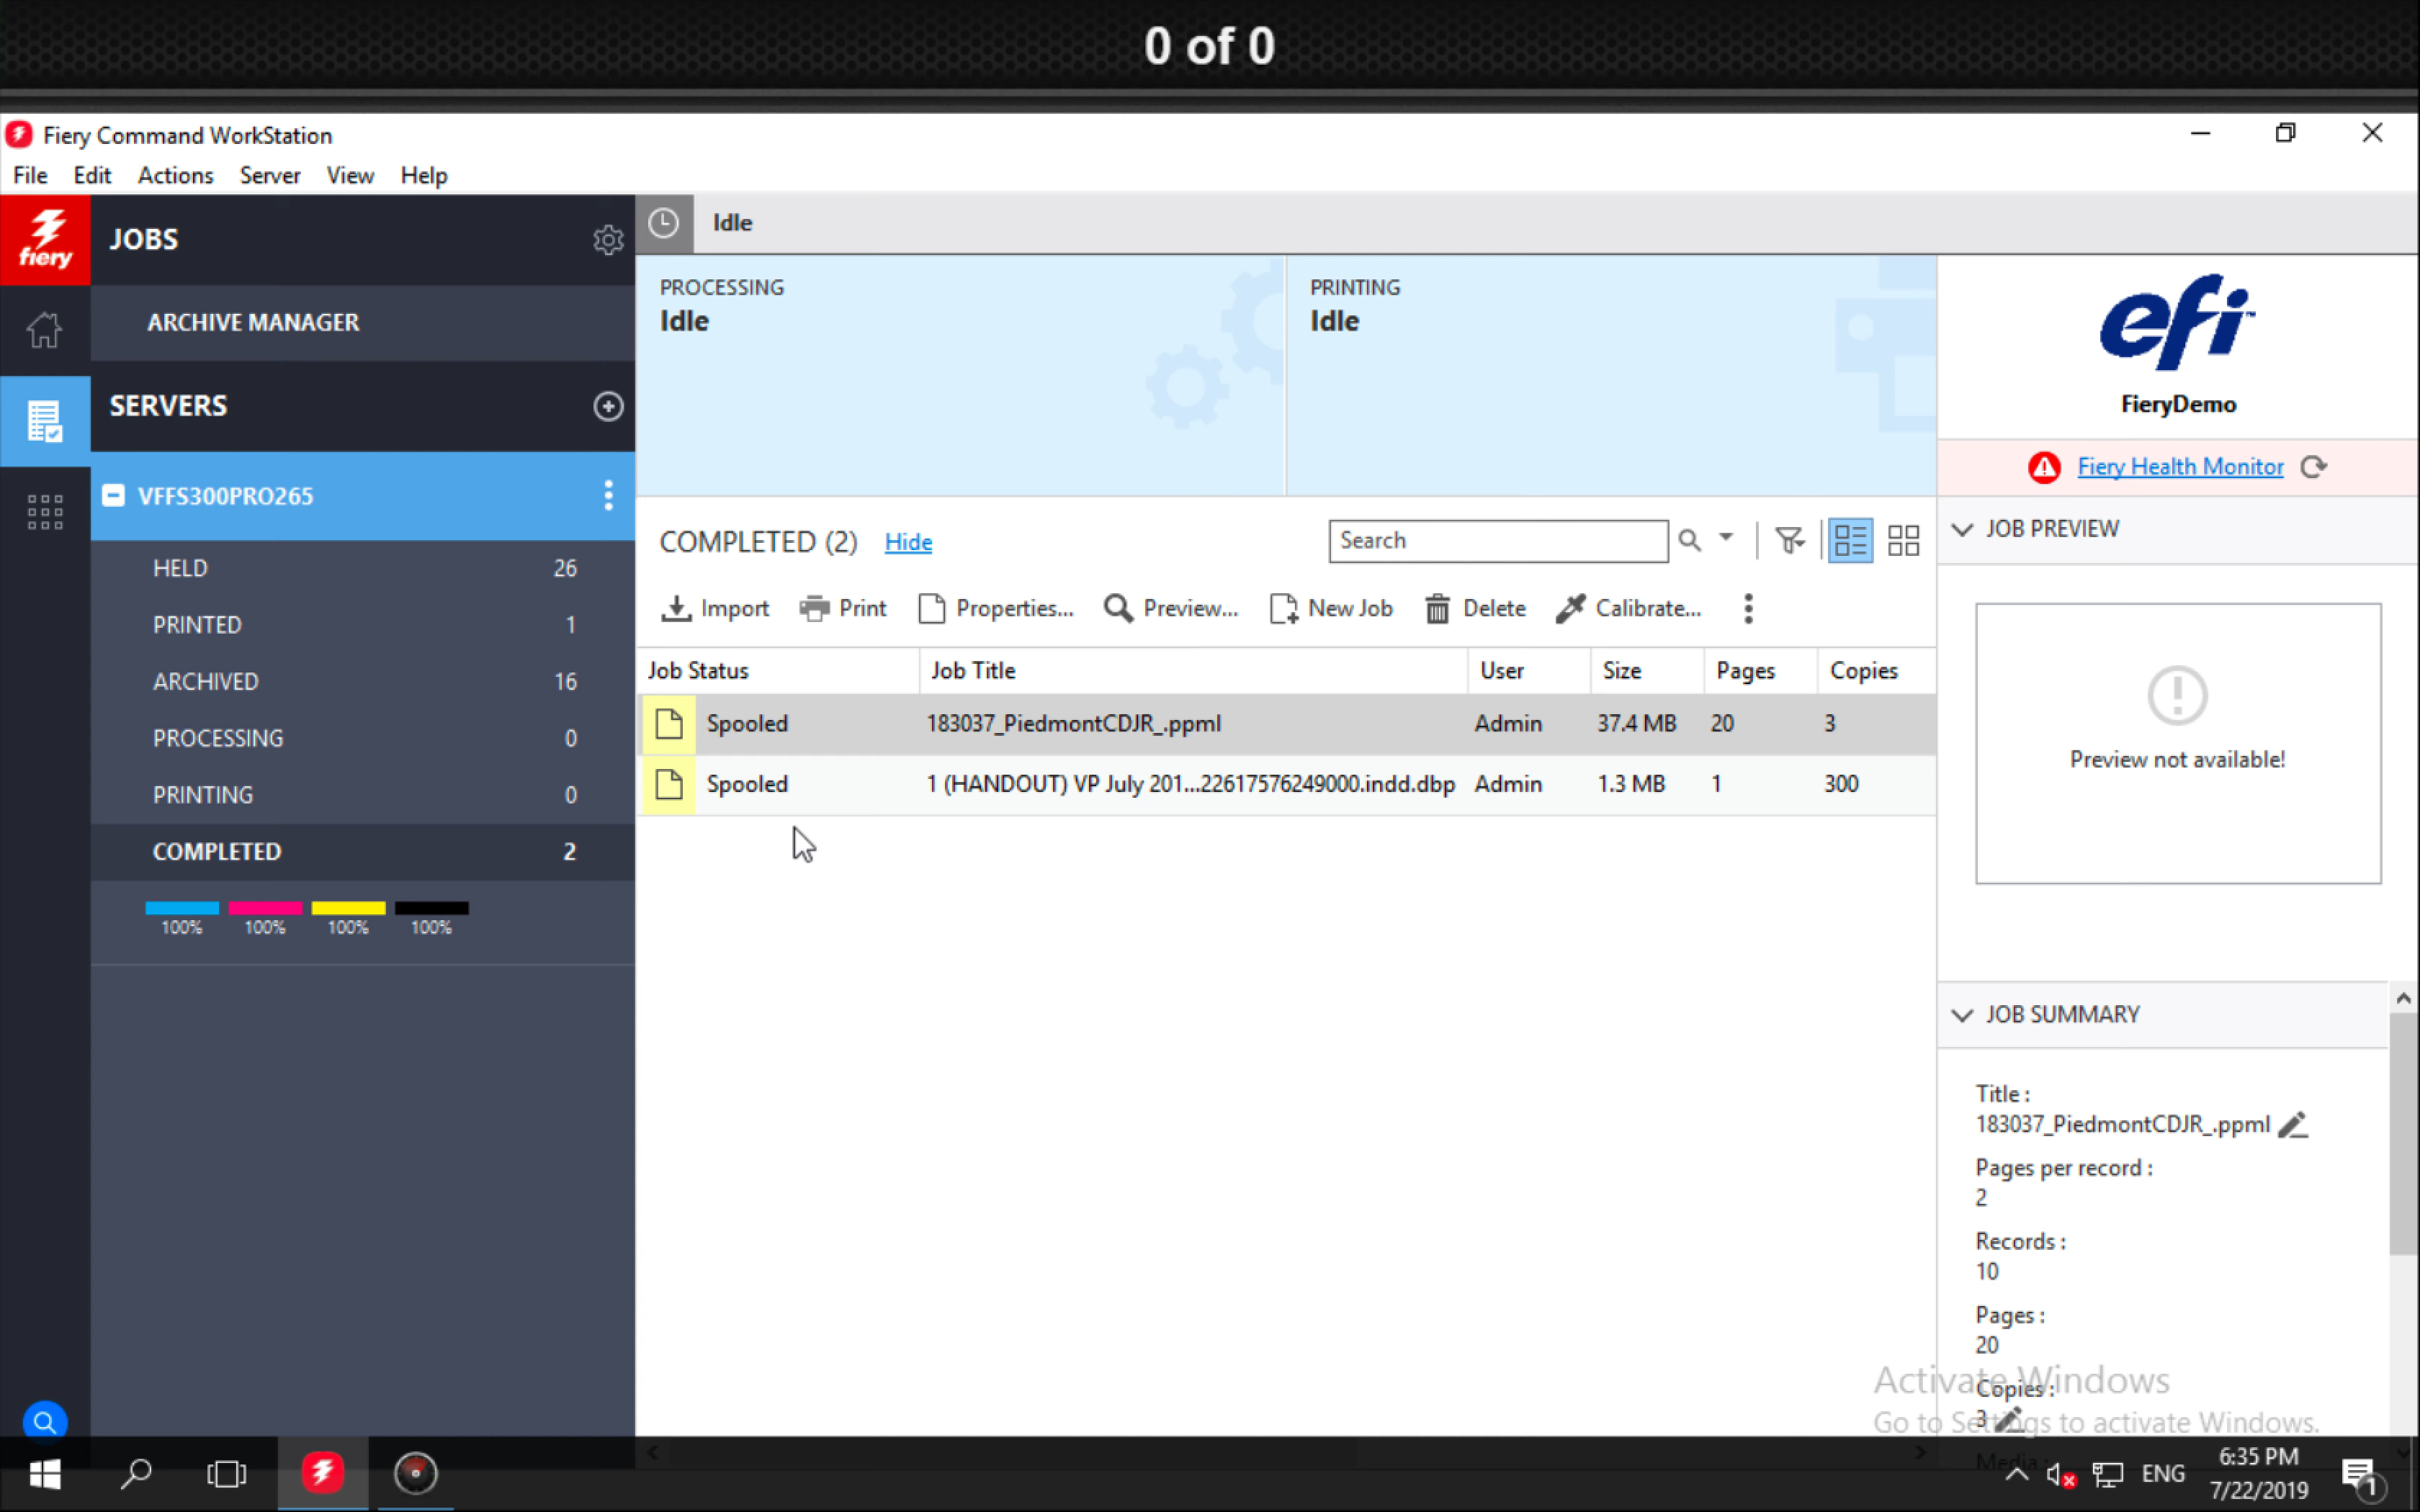 0 of 0
Fiery Command WorkStation
File Edit Actions Server View Help
fiery
JOBS
Idle
ARCHIVE MANAGER
SERVERS
VFFS300PRO265
HELD 26
PRINTED 1
ARCHIVED 16
PROCESSING 0
PRINTING 0
COMPLETED 2
100% 100% 100% 100%
PROCESSING
Idle
PRINTING
Idle
COMPLETED (2) Hide Search
Import Print Properties... Preview... New Job Delete Calibrate...
Job Status Job Title User Size Pages Copies
Spooled 183037_PiedmontCDJR_.ppml Admin 37.4 MB 20 3
Spooled 1 (HANDOUT) VP July 201...22617576249000.indd.dbp Admin 1.3 MB 1 300
efi
FieryDemo
Fiery Health Monitor
JOB PREVIEW
Preview not available!
JOB SUMMARY
Title :
183037_PiedmontCDJR_.ppml
Pages per record :
2
Records :
10
Pages :
20
Copies :
3
Media :
Activate Windows
Go to Settings to activate Windows.
ENG
6:35 PM
7/22/2019
1